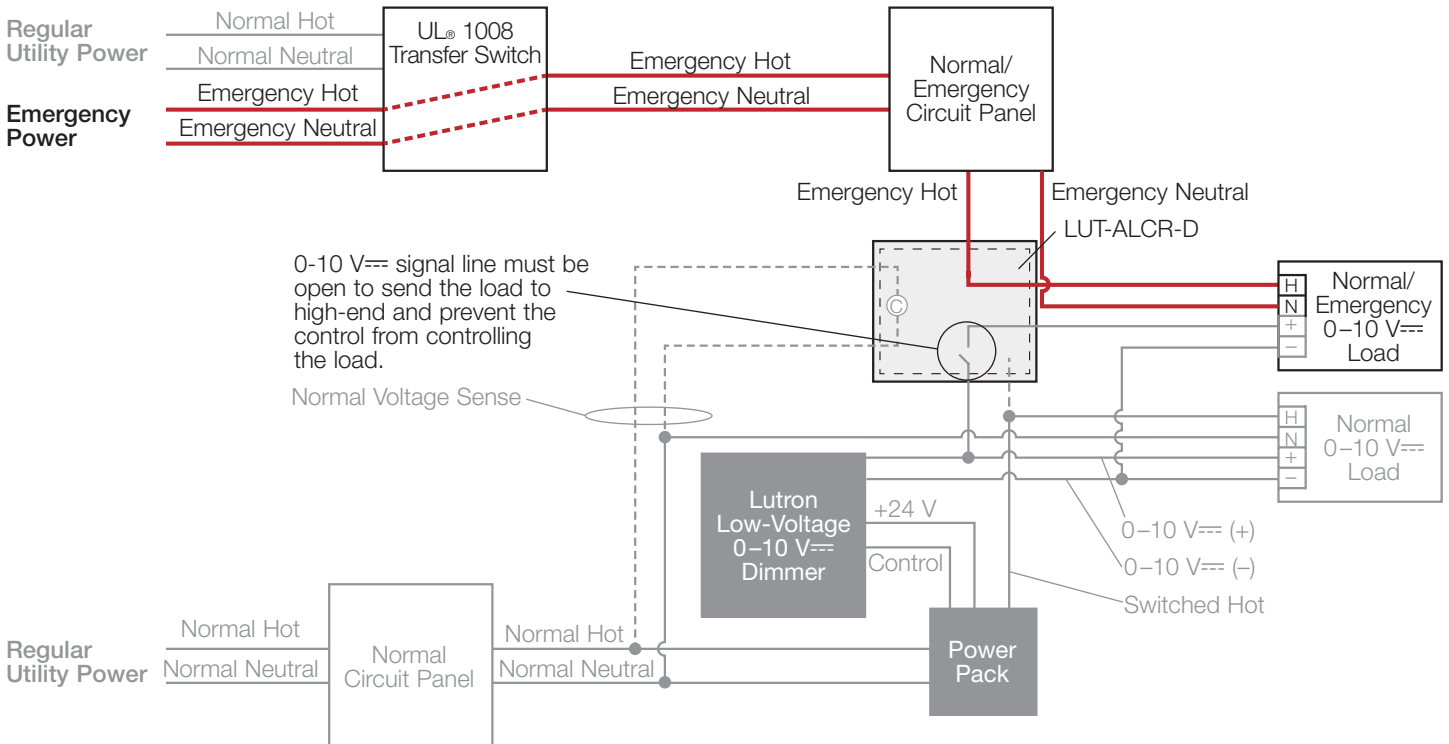 Regular
Utility Power
Normal Hot
Normal Neutral
Emergency
Power
Emergency Hot
Emergency Neutral
UL® 1008
Transfer Switch
Emergency Hot
Emergency Neutral
Normal/
Emergency
Circuit Panel
Emergency Hot
Emergency Neutral
LUT-ALCR-D
0-10 V⎓ signal line must be
open to send the load to
high-end and prevent the
control from controlling
the load.
Normal Voltage Sense
C
H
N
+
–
Normal/
Emergency
0–10 V⎓
Load
H
N
+
–
Normal
0–10 V⎓
Load
Lutron
Low-Voltage
0–10 V⎓
Dimmer
+24 V
Control
0–10 V⎓ (+)
0–10 V⎓ (–)
Switched Hot
Regular
Utility Power
Normal Hot
Normal Neutral
Normal
Circuit Panel
Normal Hot
Normal Neutral
Power
Pack